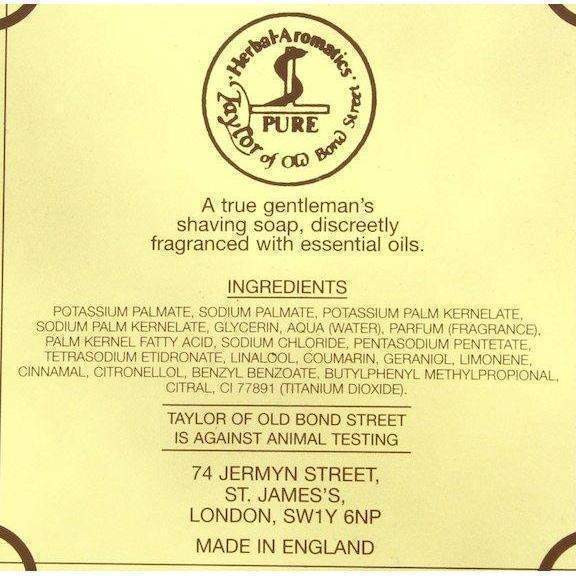 Herbal-Aromatics
PURE
Taylor of Old Bond Street
A true gentleman's
shaving soap, discreetly
fragranced with essential oils.
INGREDIENTS
POTASSIUM PALMATE, SODIUM PALMATE, POTASSIUM PALM KERNELATE,
SODIUM PALM KERNELATE, GLYCERIN, AQUA (WATER), PARFUM (FRAGRANCE),
PALM KERNEL FATTY ACID, SODIUM CHLORIDE, PENTASODIUM PENTETATE,
TETRASODIUM ETIDRONATE, LINALOOL, COUMARIN, GERANIOL, LIMONENE,
CINNAMAL, CITRONELLOL, BENZYL BENZOATE, BUTYLPHENYL METHYLPROPIONAL,
CITRAL, CI 77891 (TITANIUM DIOXIDE).
TAYLOR OF OLD BOND STREET
IS AGAINST ANIMAL TESTING
74 JERMYN STREET,
ST. JAMES'S,
LONDON, SW1Y 6NP
MADE IN ENGLAND